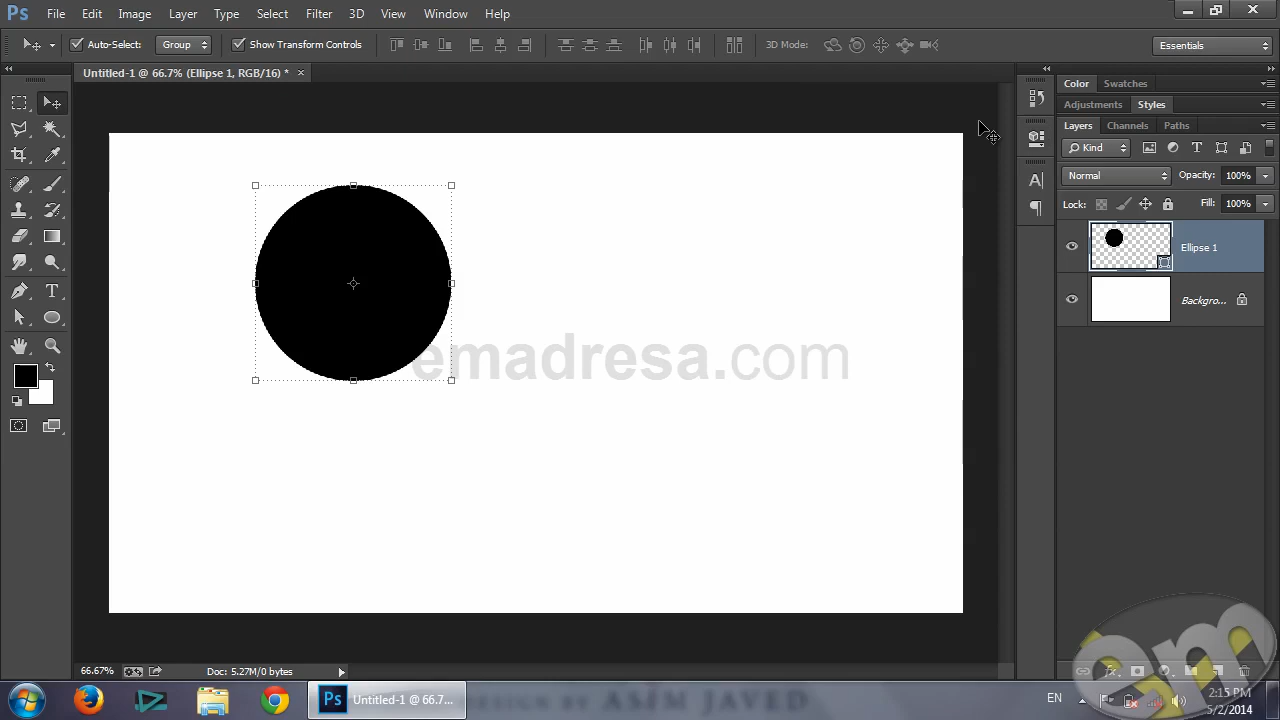 Ps File Edit Image Layer Type Select Filter 3D View Window Help
Auto-Select: Group Show Transform Controls 3D Mode: Essentials
Untitled-1 @ 66.7% (Ellipse 1, RGB/16) * ×
Color Swatches
Adjustments Styles
Layers Channels Paths
Kind
Normal Opacity: 100%
Lock: Fill: 100%
Ellipse 1
Backgro...
emadresa.com
66.67% Doc: 5.27M/0 bytes
em
Ps Untitled-1 @ 66.7... EN 2:15 PM
5/2/2014